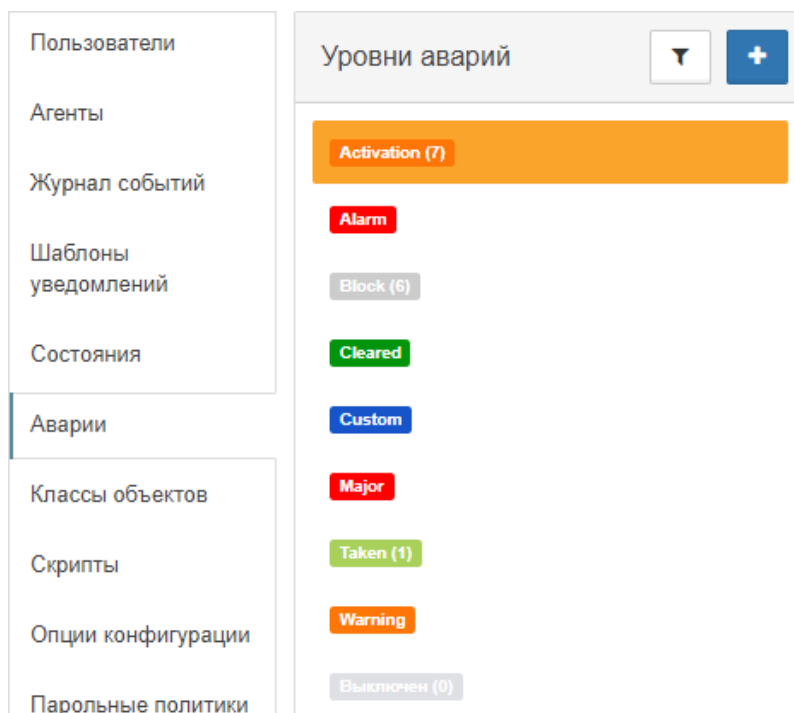 Пользователи
Агенты
Журнал событий
Шаблоны
уведомлений
Состояния
Аварии
Классы объектов
Скрипты
Опции конфигурации
Парольные политики
Уровни аварий
Activation (7)
Alarm
Block (6)
Cleared
Custom
Major
Taken (1)
Warning
Выключен (0)